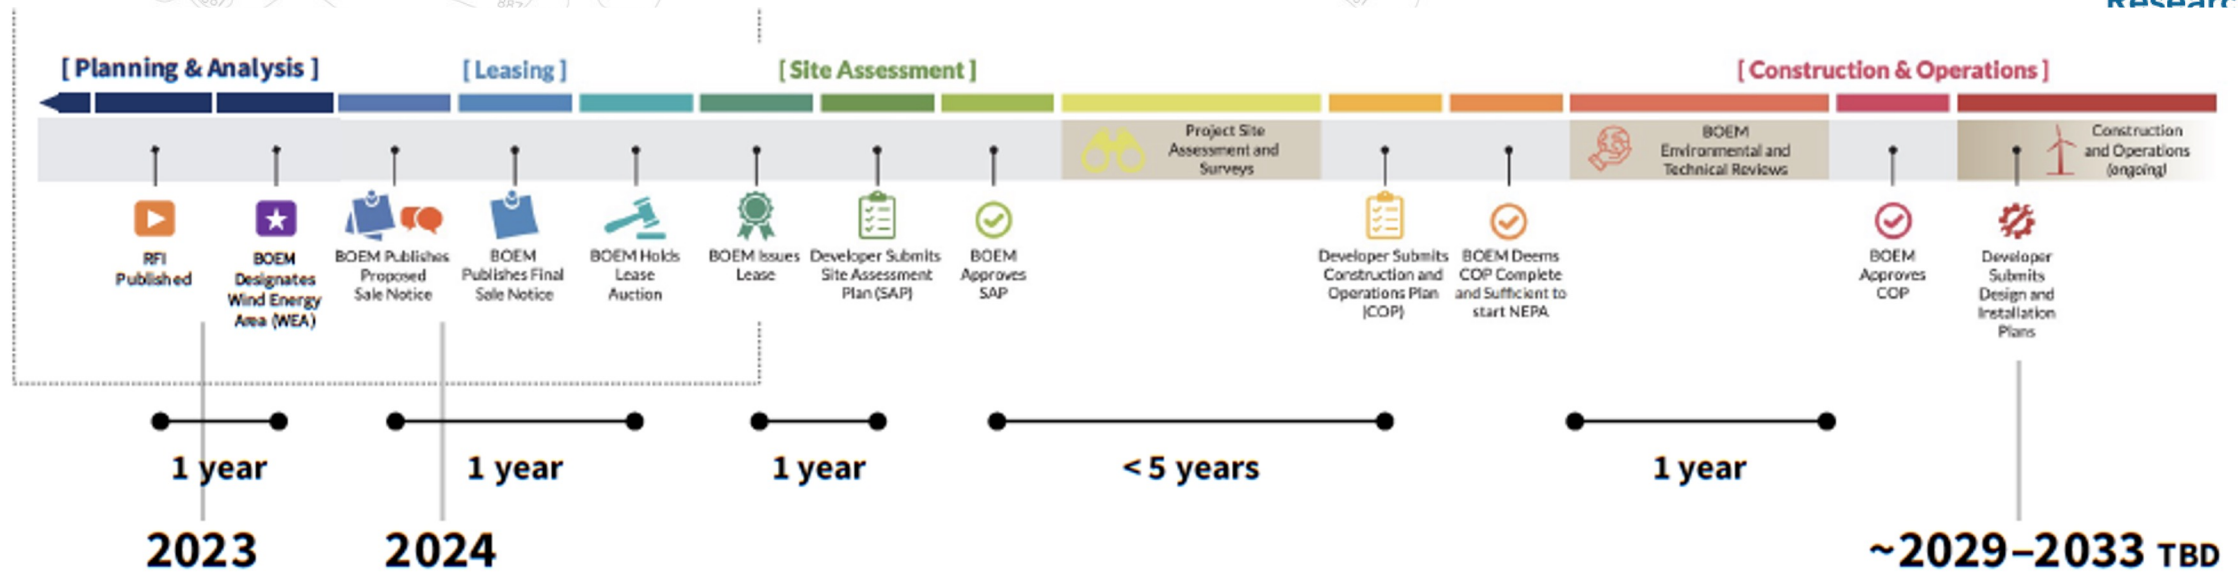 Research
[ Planning & Analysis ]
[ Leasing ]
[ Site Assessment ]
[ Construction & Operations ]
Project Site
Assessment and
Surveys
BOEM
Environmental and
Technical Reviews
Construction
and Operations
(ongoing)
RFI
Published
BOEM
Designates
Wind Energy
Area (WEA)
BOEM Publishes
Proposed
Sale Notice
BOEM
Publishes Final
Sale Notice
BOEM Holds
Lease
Auction
BOEM Issues
Lease
Developer Submits
Site Assessment
Plan (SAP)
BOEM
Approves
SAP
Developer Submits
Construction and
Operations Plan
(COP)
BOEM Deems
COP Complete
and Sufficient to
start NEPA
BOEM
Approves
COP
Developer
Submits
Design and
Installation
Plans
1 year
1 year
1 year
< 5 years
1 year
2023
2024
~2029–2033 TBD